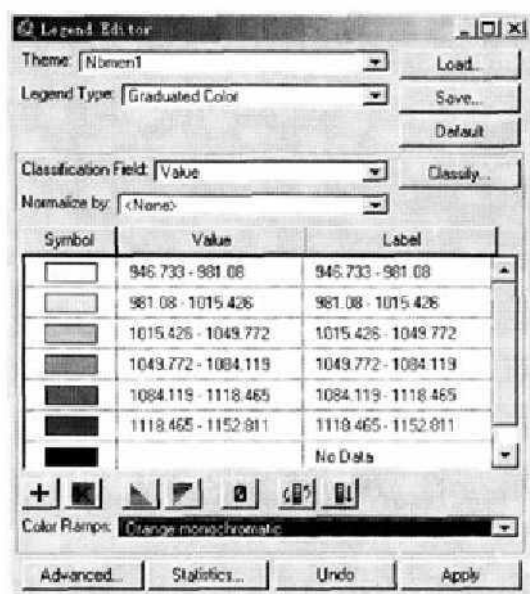 Legend Editor
Theme: Nbmen1
Load...
Legend Type: Graduated Color
Save...
Default
Classification Field: Value
Classify...
Normalize by: <None>
Symbol Value Label
946.733 - 981.08 946.733 - 981.08
981.08 - 1015.426 981.08 - 1015.426
1015.426 - 1049.772 1015.426 - 1049.772
1049.772 - 1084.119 1049.772 - 1084.119
1084.119 - 1118.465 1084.119 - 1118.465
1118.465 - 1152.811 1118.465 - 1152.811
No Data
Color Ramps: Orange monochromatic
Advanced... Statistics... Undo Apply